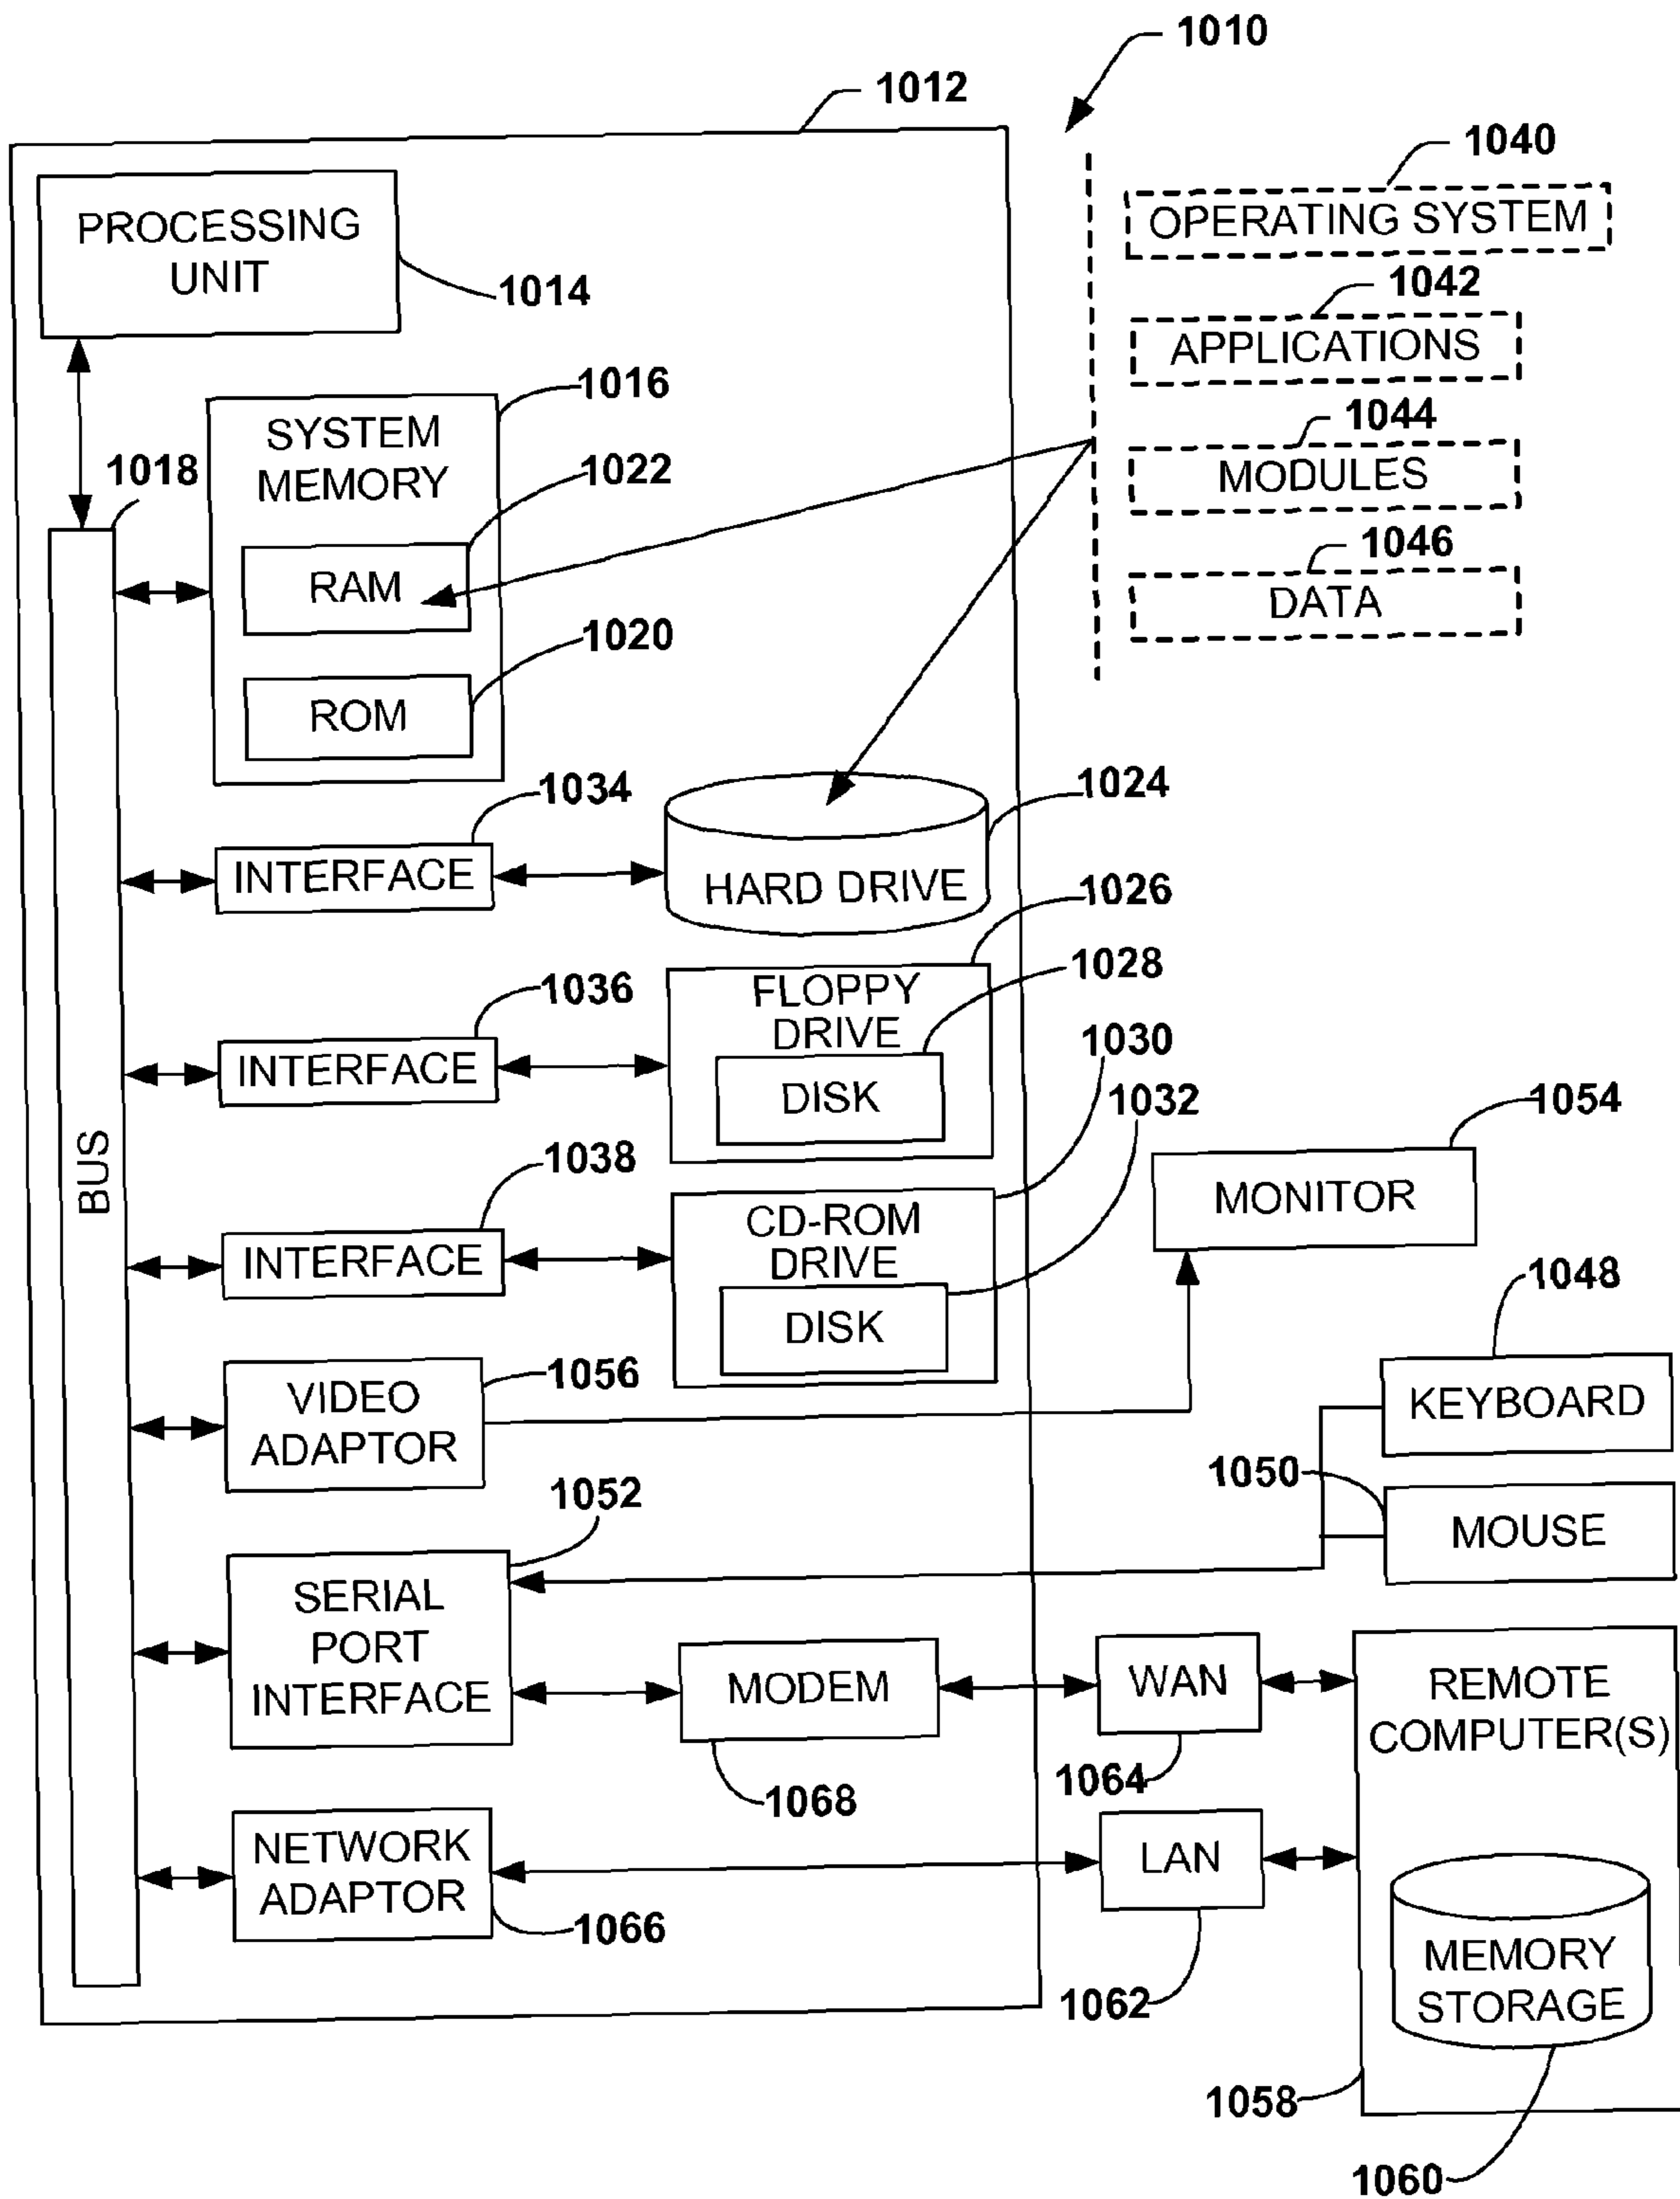 1010
1012
1040
PROCESSING
UNIT
1014
OPERATING SYSTEM
1042
APPLICATIONS
1016
SYSTEM
MEMORY
1044
MODULES
1018
1022
RAM
1046
DATA
1020
ROM
1034
INTERFACE
1024
HARD DRIVE
1026
1036
INTERFACE
1028
FLOPPY
DRIVE
DISK
1030
1032
1054
MONITOR
BUS
1038
INTERFACE
CD-ROM
DRIVE
DISK
1048
KEYBOARD
1056
VIDEO
ADAPTOR
1050
MOUSE
1052
SERIAL
PORT
INTERFACE
MODEM
1068
WAN
1064
REMOTE
COMPUTER(S)
NETWORK
ADAPTOR
1066
LAN
1062
MEMORY
STORAGE
1058
1060